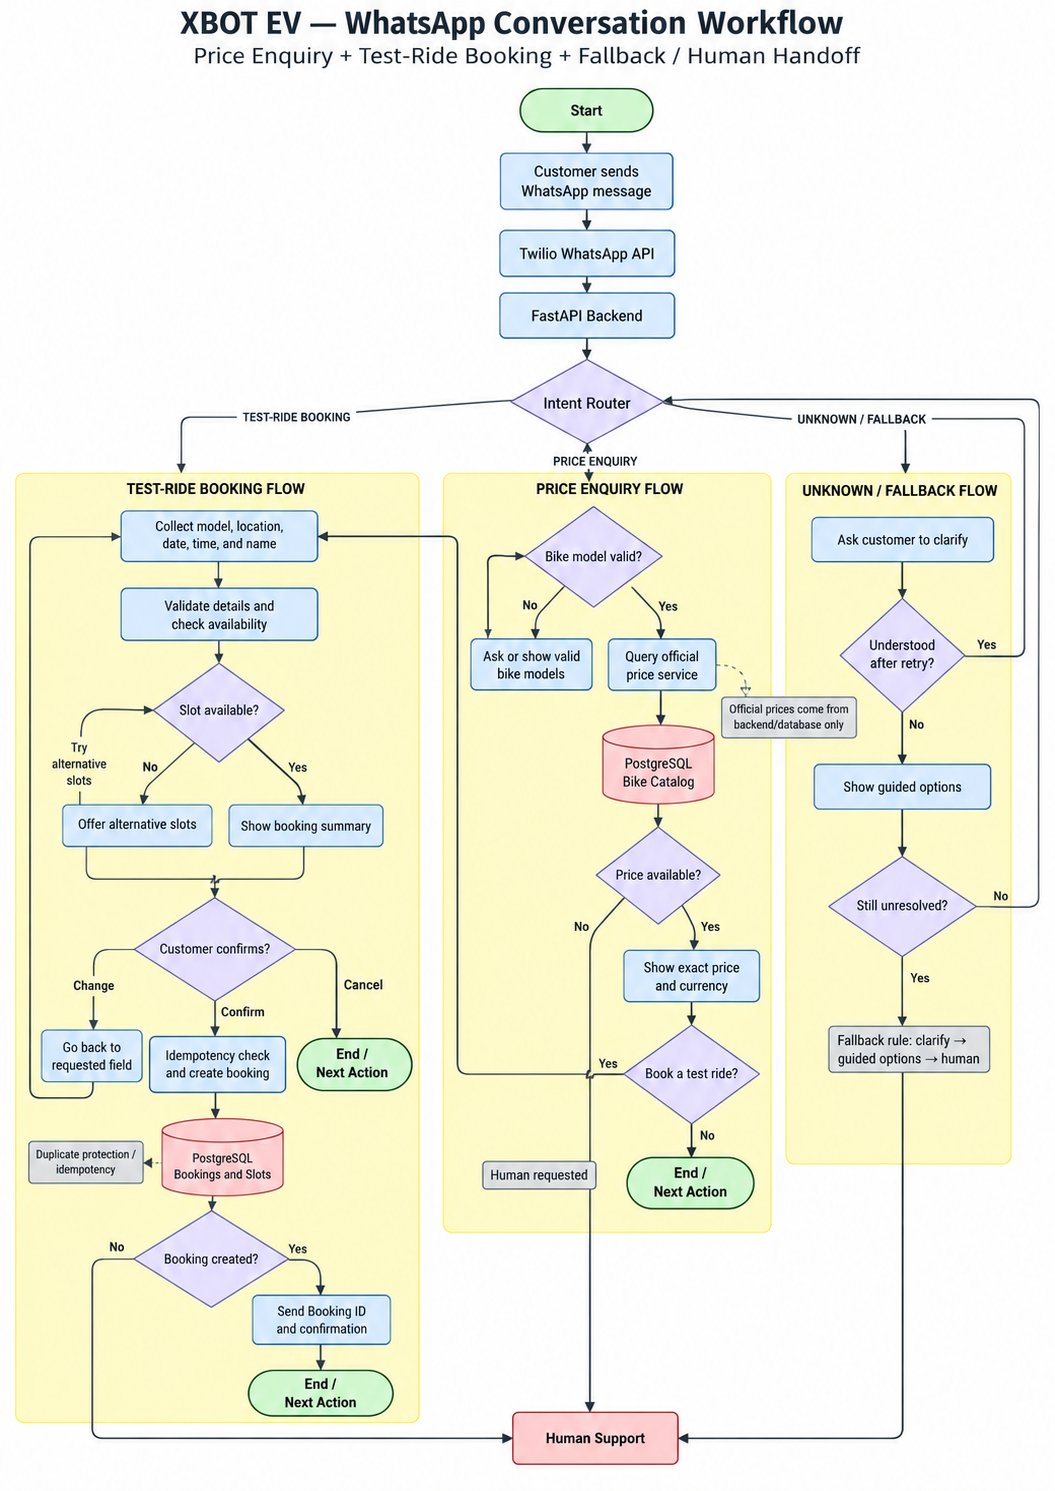 XBOT EV — WhatsApp Conversation Workflow
Price Enquiry + Test-Ride Booking + Fallback / Human Handoff
Start
Customer sends
WhatsApp message
Twilio WhatsApp API
FastAPI Backend
Intent Router
TEST-RIDE BOOKING
UNKNOWN / FALLBACK
PRICE ENQUIRY
TEST-RIDE BOOKING FLOW
Collect model, location,
date, time, and name
Validate details and
check availability
Slot available?
Try
alternative
slots
No
Yes
Offer alternative slots
Show booking summary
Customer confirms?
Change
Confirm
Cancel
Go back to
requested field
Idempotency check
and create booking
End /
Next Action
Duplicate protection /
idempotency
PostgreSQL
Bookings and Slots
Booking created?
No
Yes
Send Booking ID
and confirmation
End /
Next Action
PRICE ENQUIRY FLOW
Bike model valid?
No
Yes
Ask or show valid
bike models
Query official
price service
Official prices come from
backend/database only
PostgreSQL
Bike Catalog
Price available?
No
Yes
Show exact price
and currency
Book a test ride?
Yes
No
Human requested
End /
Next Action
UNKNOWN / FALLBACK FLOW
Ask customer to clarify
Understood
after retry?
Yes
No
Show guided options
Still unresolved?
No
Yes
Fallback rule: clarify →
guided options → human
Human Support